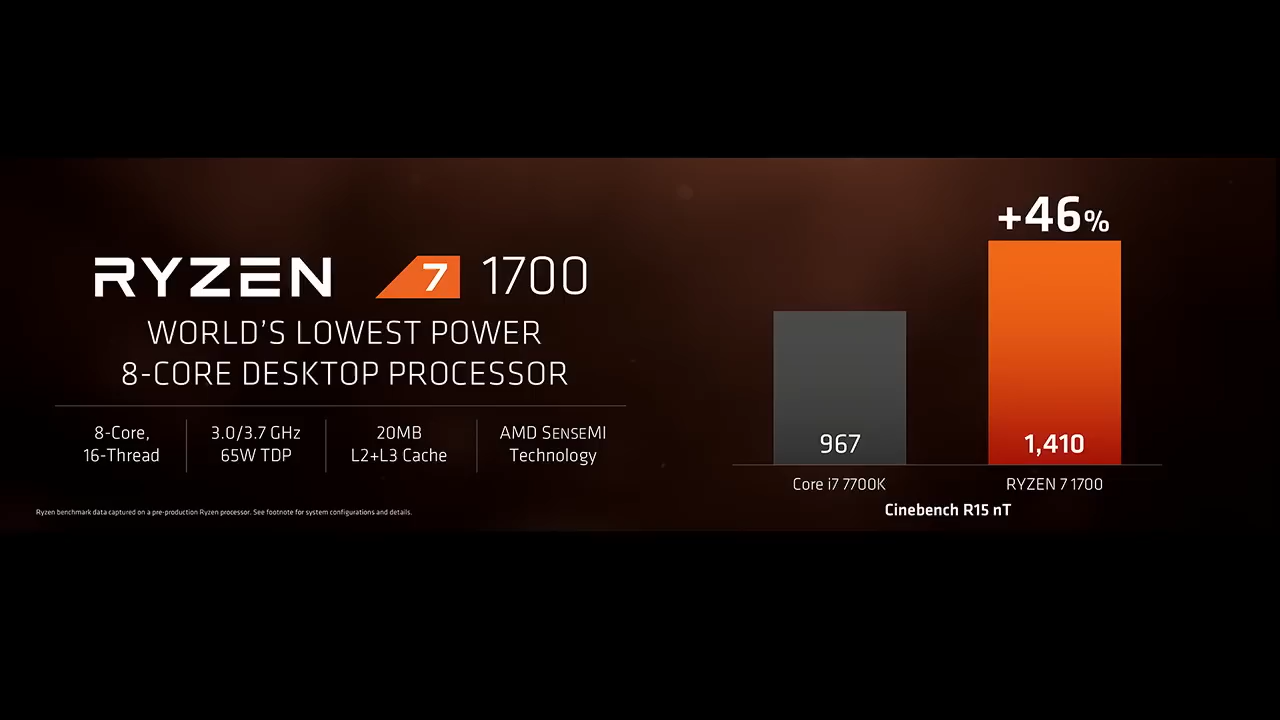 RYZEN 7 1700
WORLD'S LOWEST POWER
8-CORE DESKTOP PROCESSOR
8-Core,
16-Thread
3.0/3.7 GHz
65W TDP
20MB
L2+L3 Cache
AMD SENSEMI
Technology
Ryzen benchmark data captured on a pre-production Ryzen processor. See footnote for system configurations and details.
+46%
967
1,410
Core i7 7700K
RYZEN 7 1700
Cinebench R15 nT